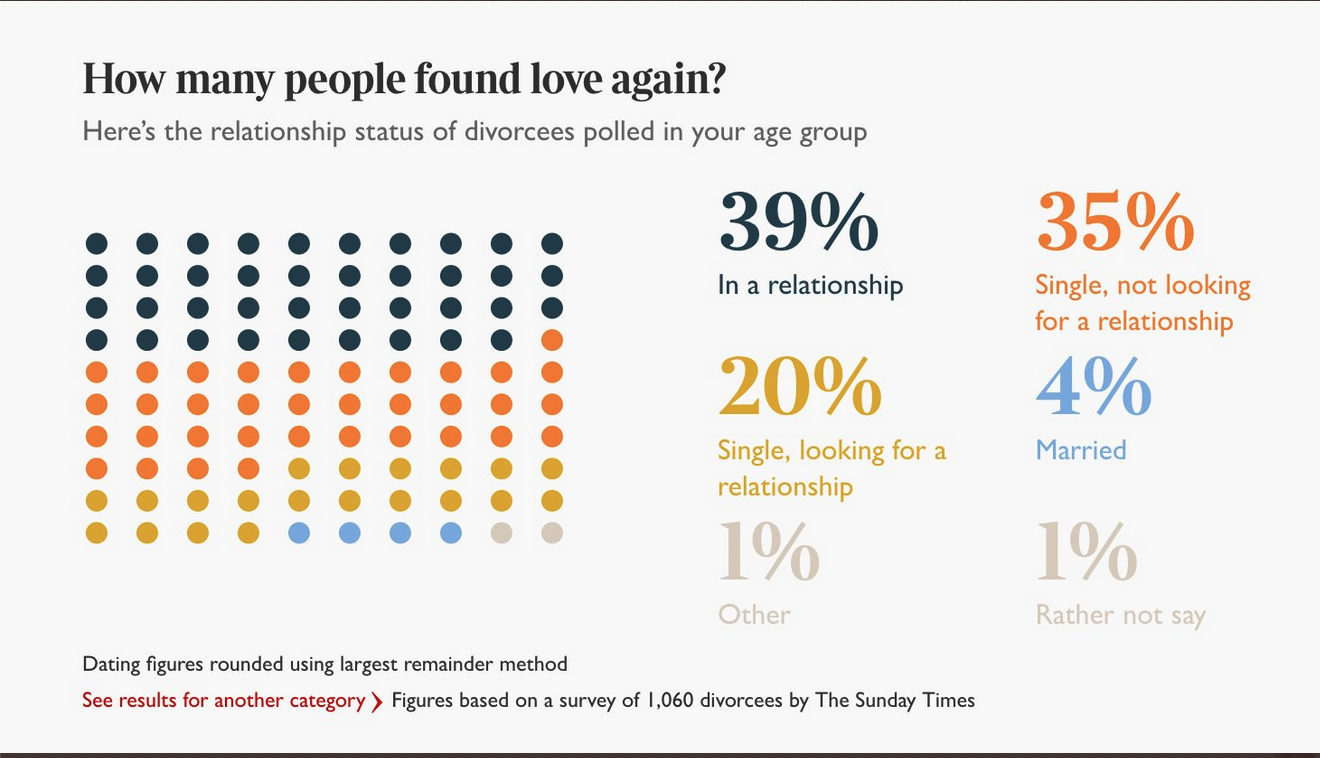 How many people found love again?
Here’s the relationship status of divorcees polled in your age group
39%
In a relationship
35%
Single, not looking
for a relationship
20%
Single, looking for a
relationship
4%
Married
1%
Other
1%
Rather not say
Dating figures rounded using largest remainder method
See results for another category ❯ Figures based on a survey of 1,060 divorcees by The Sunday Times